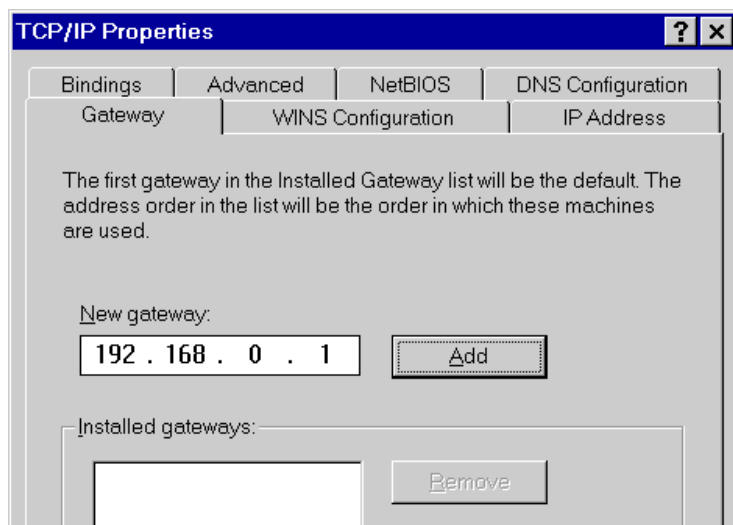 TCP/IP Properties
Bindings Advanced NetBIOS DNS Configuration
Gateway WINS Configuration IP Address
The first gateway in the Installed Gateway list will be the default. The
address order in the list will be the order in which these machines
are used.
New gateway:
192 . 168 . 0 . 1 Add
Installed gateways:
Remove